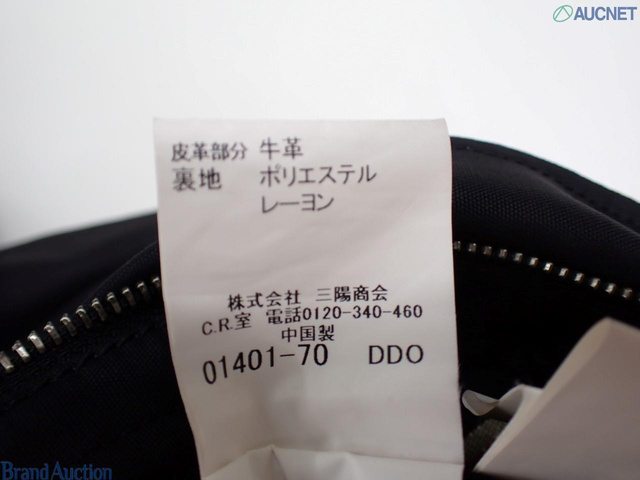 AUCNET
皮革部分 牛革
裏地 ポリエステル
レーヨン
株式会社 三陽商会
C.R.室 電話0120-340-460
中国製
01401-70 DDO
Brand Auction